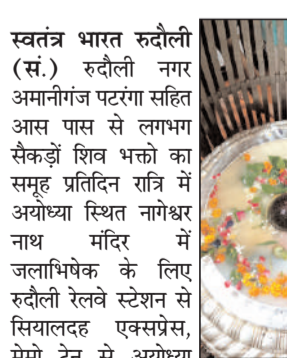 स्वतंत्र भारत रुदौली
(सं.) रुदौली नगर
अमानीगंज पटरंगा सहित
आस पास से लगभग
सैकड़ों शिव भक्तो का
समूह प्रतिदिन रात्रि में
अयोध्या स्थित नागेश्वर
नाथ मंदिर में
जलाभिषेक के लिए
रुदौली रेलवे स्टेशन से
सियालदह एक्सप्रेस,
से अयोध्या